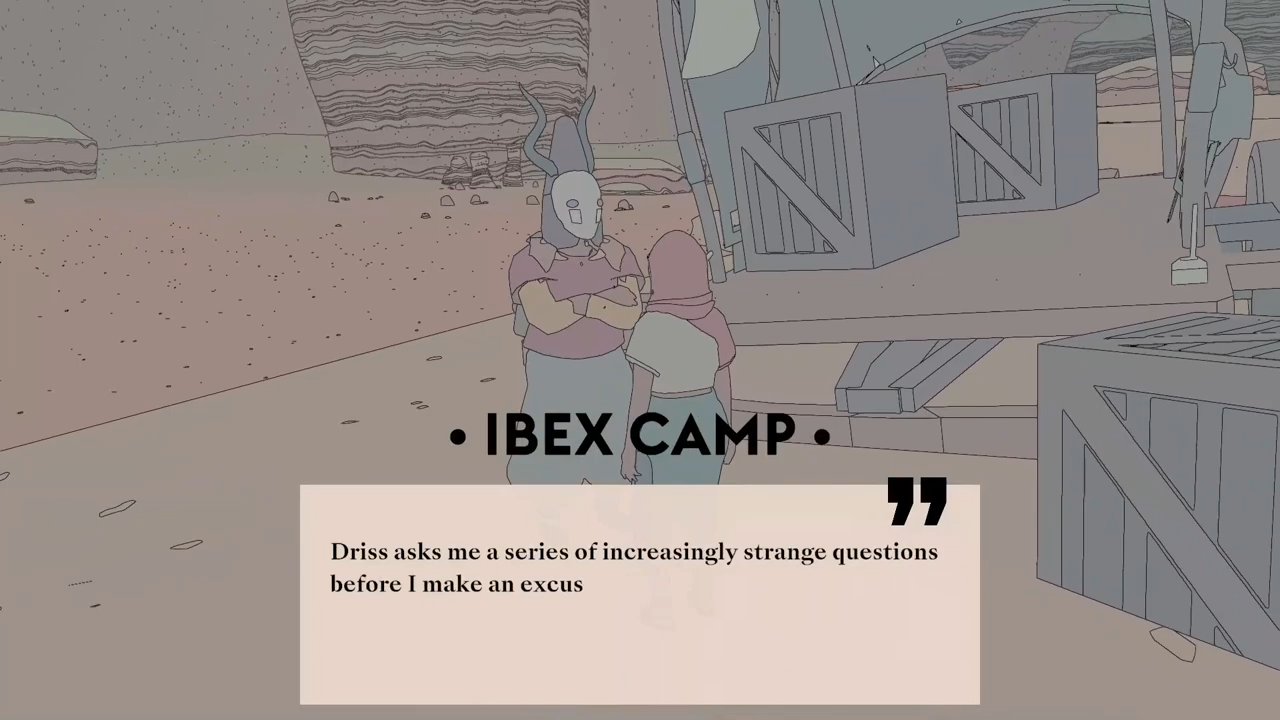 • IBEX CAMP •
”
Driss asks me a series of increasingly strange questions
before I make an excus